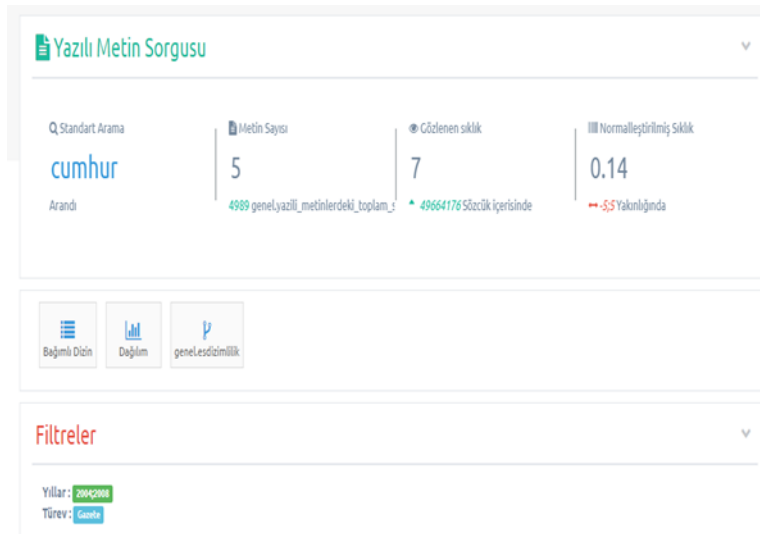 Yazılı Metin Sorgusu
Standart Arama
cumhur
Arandı
Metin Sayısı
5
4989 genel.yazili_metinlerdeki_toplam_s
Gözlenen sıklık
7
49664176 Sözcük içerisinde
Normalleştirilmiş Sıklık
0.14
-5;5 Yakınlığında
Bağımlı Dizin
Dağılım
genel.esdizimlilik
Filtreler
Yıllar : 2004;2008
Türev : Gazete